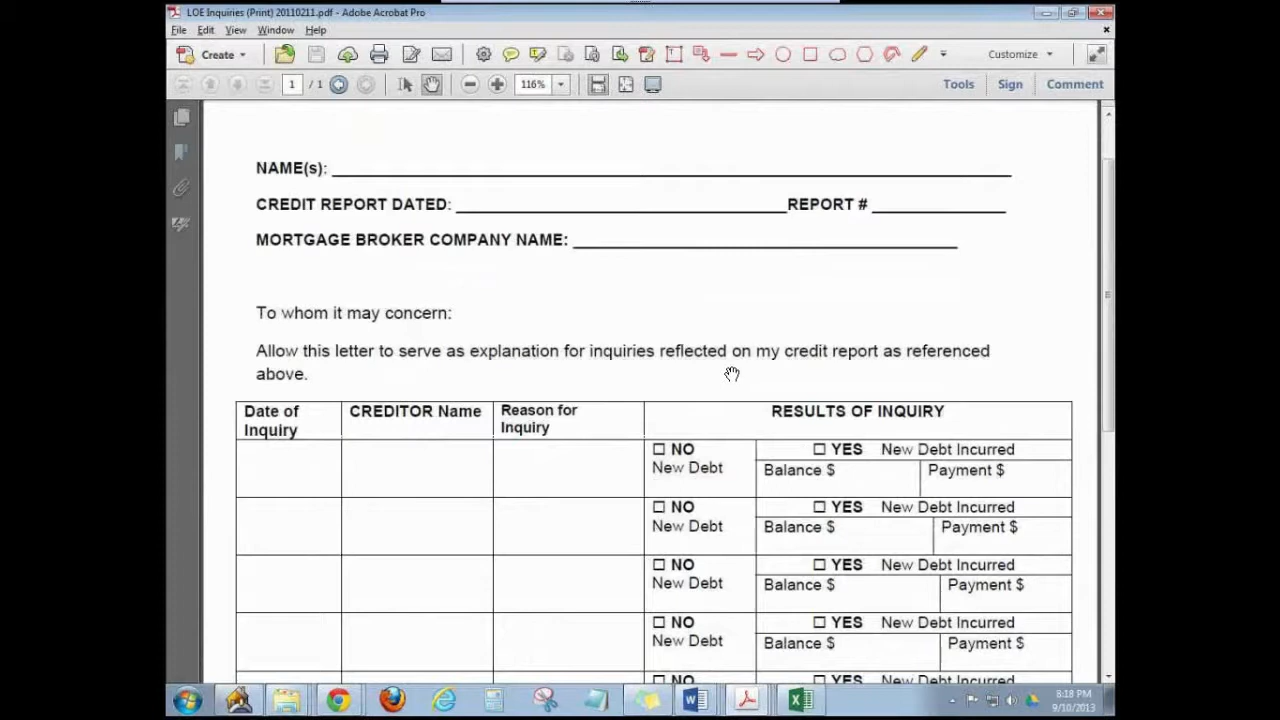 LOE Inquiries (Print) 20110211.pdf - Adobe Acrobat Pro
File Edit View Window Help
Create Customize
1 / 1 116% Tools Sign Comment
NAME(s):
CREDIT REPORT DATED: REPORT #
MORTGAGE BROKER COMPANY NAME:
To whom it may concern:
Allow this letter to serve as explanation for inquiries reflected on my credit report as referenced
above.
Date of Inquiry CREDITOR Name Reason for Inquiry RESULTS OF INQUIRY
NO YES New Debt Incurred
New Debt Balance $ Payment $
NO YES New Debt Incurred
New Debt Balance $ Payment $
NO YES New Debt Incurred
New Debt Balance $ Payment $
NO YES New Debt Incurred
New Debt Balance $ Payment $
NO YES New Debt Incurred
8:18 PM
9/10/2013